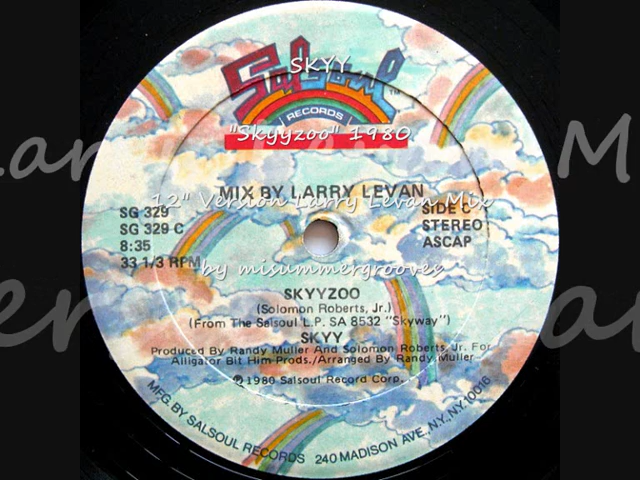 SKYY
Salsoul
TM
RECORDS
"Skyyzoo" 1980
MIX BY LARRY LEVAN
12" Version Larry Levan Mix
SG 329
SG 329 C
8:35
33 1/3 RPM
SIDE C
STEREO
ASCAP
by misummergrooves
SKYYZOO
(Solomon Roberts, Jr.)
(From The Salsoul L.P. SA 8532 "Skyway")
SKYY
Produced By Randy Muller And Solomon Roberts, Jr. For
Alligator Bit Him Prods./Arranged By Randy Muller
℗1980 Salsoul Record Corp.
MFG. BY SALSOUL RECORDS 240 MADISON AVE., N.Y., N.Y. 10016